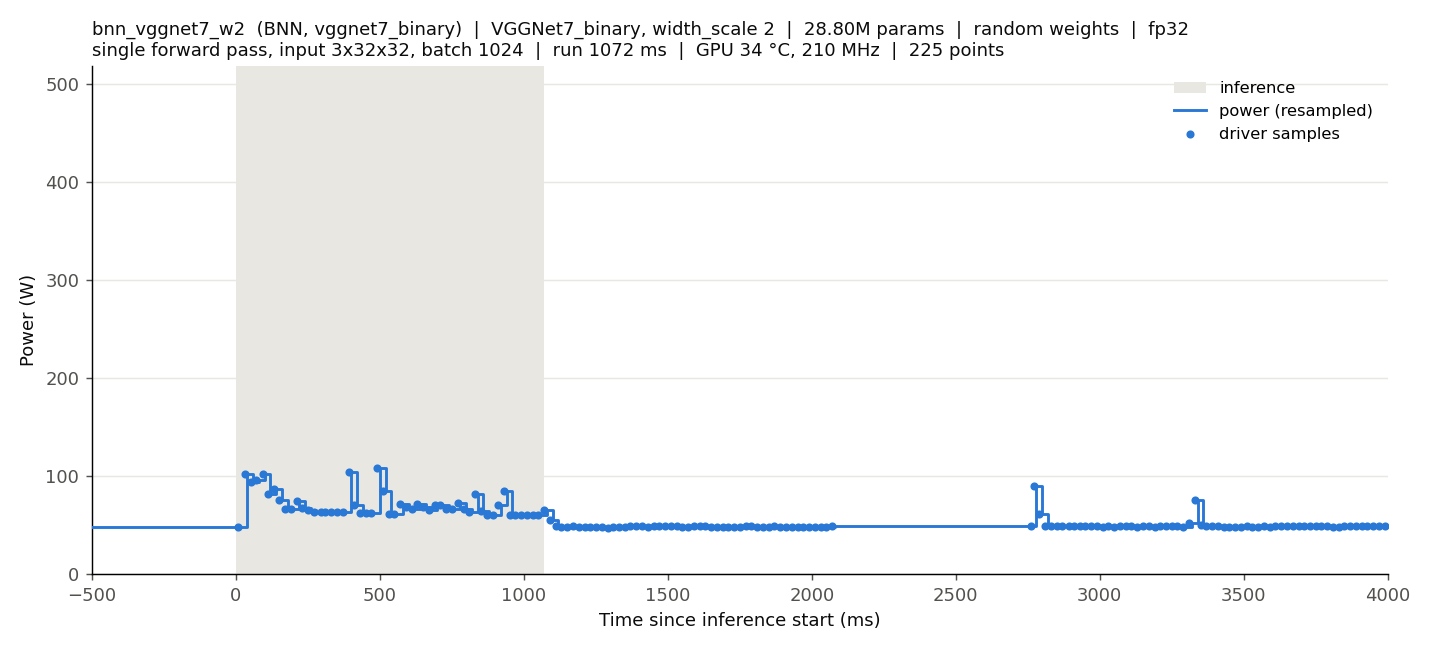 bnn_vggnet7_w2  (BNN, vggnet7_binary)  |  VGGNet7_binary, width_scale 2  |  28.80M params  |  random weights  |  fp32
single forward pass, input 3x32x32, batch 1024  |  run 1072 ms  |  GPU 34 °C, 210 MHz  |  225 points
500
400
300
200
100
0
Power (W)
inference
power (resampled)
driver samples
−500
0
500
1000
1500
2000
2500
3000
3500
4000
Time since inference start (ms)